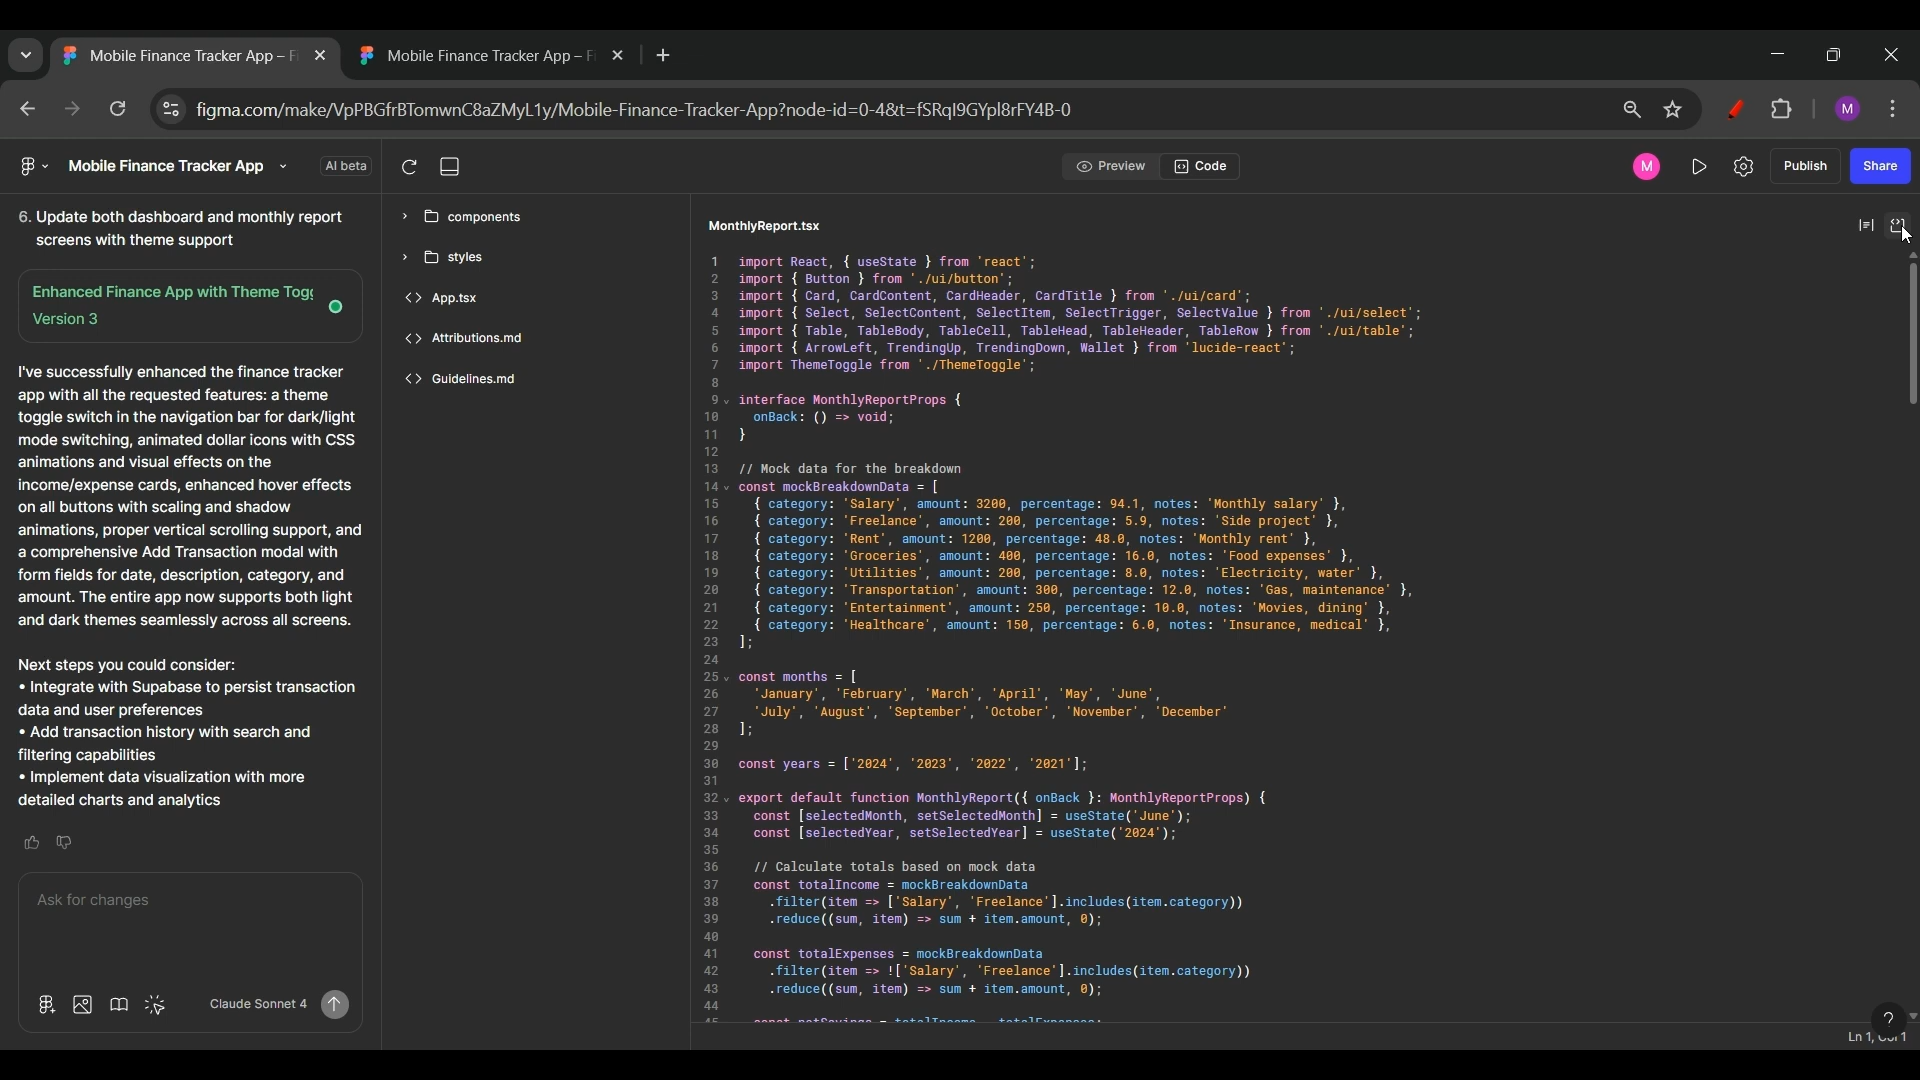 Mobile Finance Tracker App – Fi
Mobile Finance Tracker App – Fi
figma.com/make/VpPBGfrBTomwnC8aZMyL1y/Mobile-Finance-Tracker-App?node-id=0-4&t=fSRqI9GYpl8rFY4B-0
M
Mobile Finance Tracker App
AI beta
Preview
Code
M
Publish
Share
6. Update both dashboard and monthly report
screens with theme support
Enhanced Finance App with Theme Togg
Version 3
I've successfully enhanced the finance tracker
app with all the requested features: a theme
toggle switch in the navigation bar for dark/light
mode switching, animated dollar icons with CSS
animations and visual effects on the
income/expense cards, enhanced hover effects
on all buttons with scaling and shadow
animations, proper vertical scrolling support, and
a comprehensive Add Transaction modal with
form fields for date, description, category, and
amount. The entire app now supports both light
and dark themes seamlessly across all screens.
Next steps you could consider:
• Integrate with Supabase to persist transaction
data and user preferences
• Add transaction history with search and
filtering capabilities
• Implement data visualization with more
detailed charts and analytics
Ask for changes
Claude Sonnet 4
components
styles
App.tsx
Attributions.md
Guidelines.md
MonthlyReport.tsx
1 import React, { useState } from 'react';
2 import { Button } from './ui/button';
3 import { Card, CardContent, CardHeader, CardTitle } from './ui/card';
4 import { Select, SelectContent, SelectItem, SelectTrigger, SelectValue } from './ui/select';
5 import { Table, TableBody, TableCell, TableHead, TableHeader, TableRow } from './ui/table';
6 import { ArrowLeft, TrendingUp, TrendingDown, Wallet } from 'lucide-react';
7 import ThemeToggle from './ThemeToggle';
8
9 interface MonthlyReportProps {
10 onBack: () => void;
11 }
12
13 // Mock data for the breakdown
14 const mockBreakdownData = [
15 { category: 'Salary', amount: 3200, percentage: 94.1, notes: 'Monthly salary' },
16 { category: 'Freelance', amount: 200, percentage: 5.9, notes: 'Side project' },
17 { category: 'Rent', amount: 1200, percentage: 48.0, notes: 'Monthly rent' },
18 { category: 'Groceries', amount: 400, percentage: 16.0, notes: 'Food expenses' },
19 { category: 'Utilities', amount: 200, percentage: 8.0, notes: 'Electricity, water' },
20 { category: 'Transportation', amount: 300, percentage: 12.0, notes: 'Gas, maintenance' },
21 { category: 'Entertainment', amount: 250, percentage: 10.0, notes: 'Movies, dining' },
22 { category: 'Healthcare', amount: 150, percentage: 6.0, notes: 'Insurance, medical' },
23 ];
24
25 const months = [
26 'January', 'February', 'March', 'April', 'May', 'June',
27 'July', 'August', 'September', 'October', 'November', 'December'
28 ];
29
30 const years = ['2024', '2023', '2022', '2021'];
31
32 export default function MonthlyReport({ onBack }: MonthlyReportProps) {
33 const [selectedMonth, setSelectedMonth] = useState('June');
34 const [selectedYear, setSelectedYear] = useState('2024');
35
36 // Calculate totals based on mock data
37 const totalIncome = mockBreakdownData
38 .filter(item => ['Salary', 'Freelance'].includes(item.category))
39 .reduce((sum, item) => sum + item.amount, 0);
40
41 const totalExpenses = mockBreakdownData
42 .filter(item => !['Salary', 'Freelance'].includes(item.category))
43 .reduce((sum, item) => sum + item.amount, 0);
44
45 const netSavings = totalIncome - totalExpenses;
?
Ln 1, Col 1